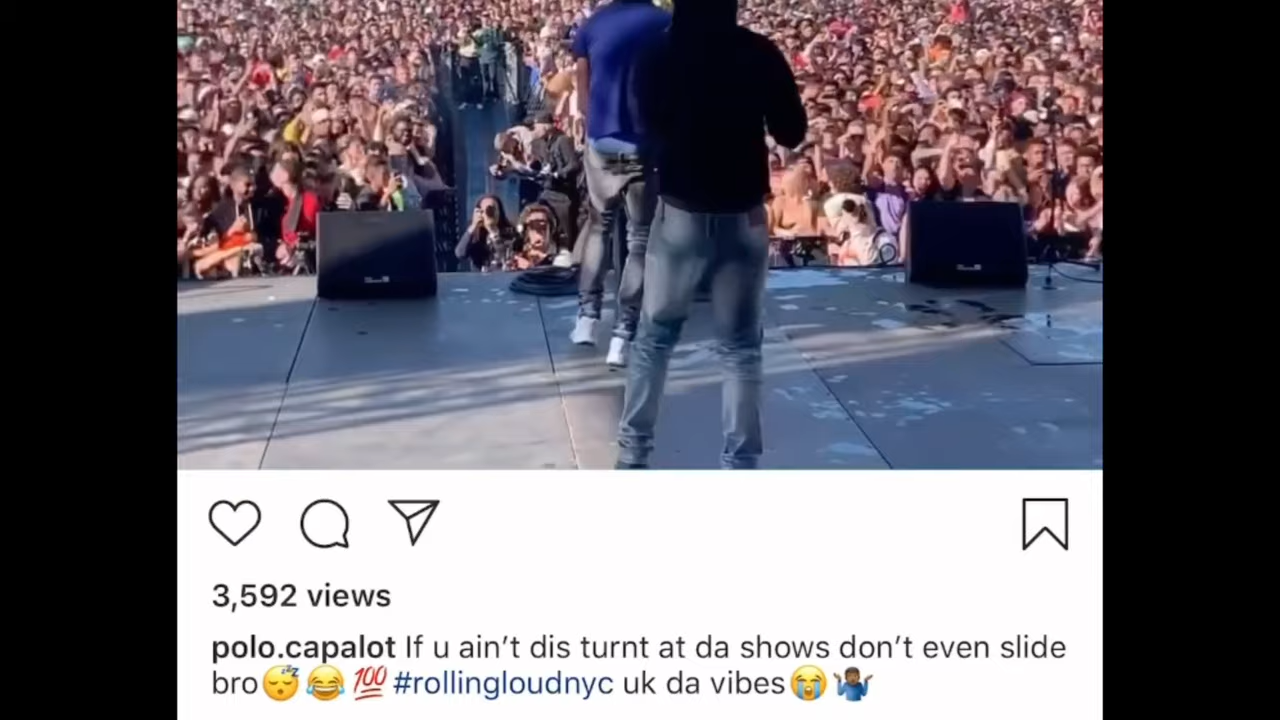 3,592 views
polo.capalot If u ain’t dis turnt at da shows don’t even slide
bro😴😂💯 #rollingloudnyc uk da vibes😭🤷🏾‍♂️